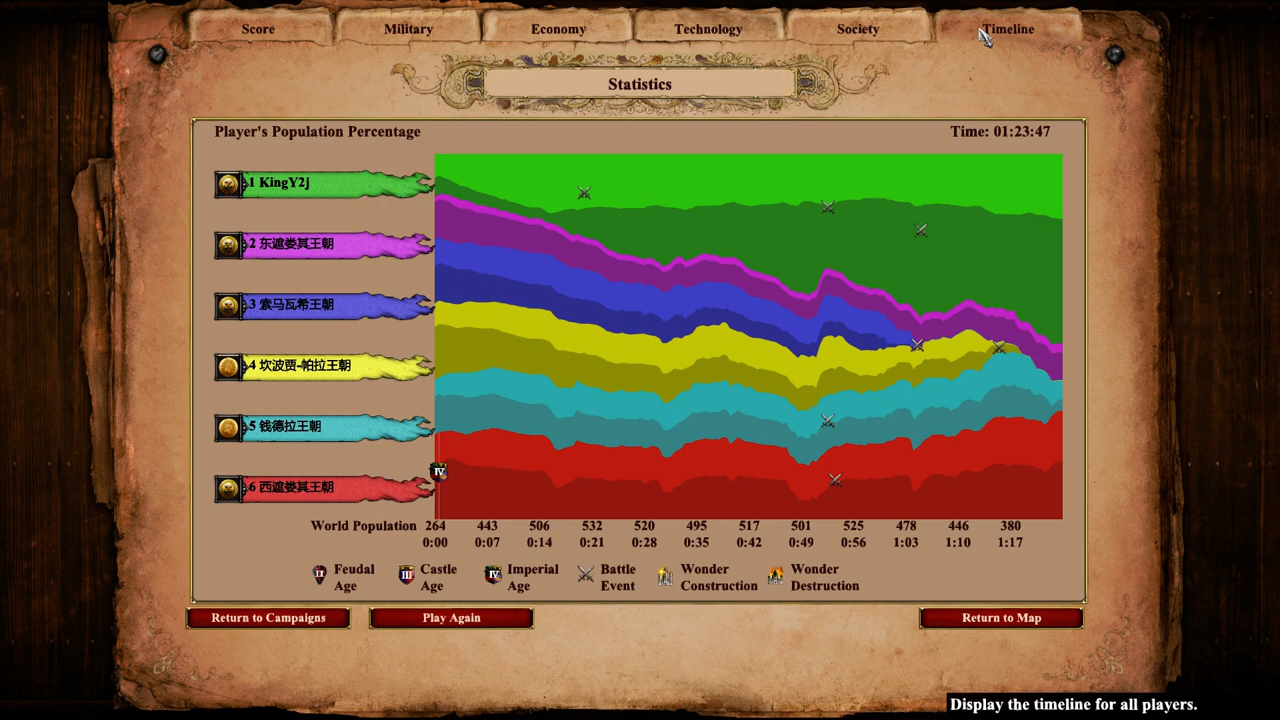 Score Military Economy Technology Society Timeline
Statistics
Player's Population Percentage Time: 01:23:47
1 KingY2j
2 东遮娄其王朝
3 索马瓦希王朝
4 坎波贾-帕拉王朝
5 钱德拉王朝
6 西遮娄其王朝
IV
World Population 264 443 506 532 520 495 517 501 525 478 446 380
0:00 0:07 0:14 0:21 0:28 0:35 0:42 0:49 0:56 1:03 1:10 1:17
II Feudal Age
III Castle Age
IV Imperial Age
Battle Event
Wonder Construction
Wonder Destruction
Return to Campaigns Play Again Return to Map
Display the timeline for all players.